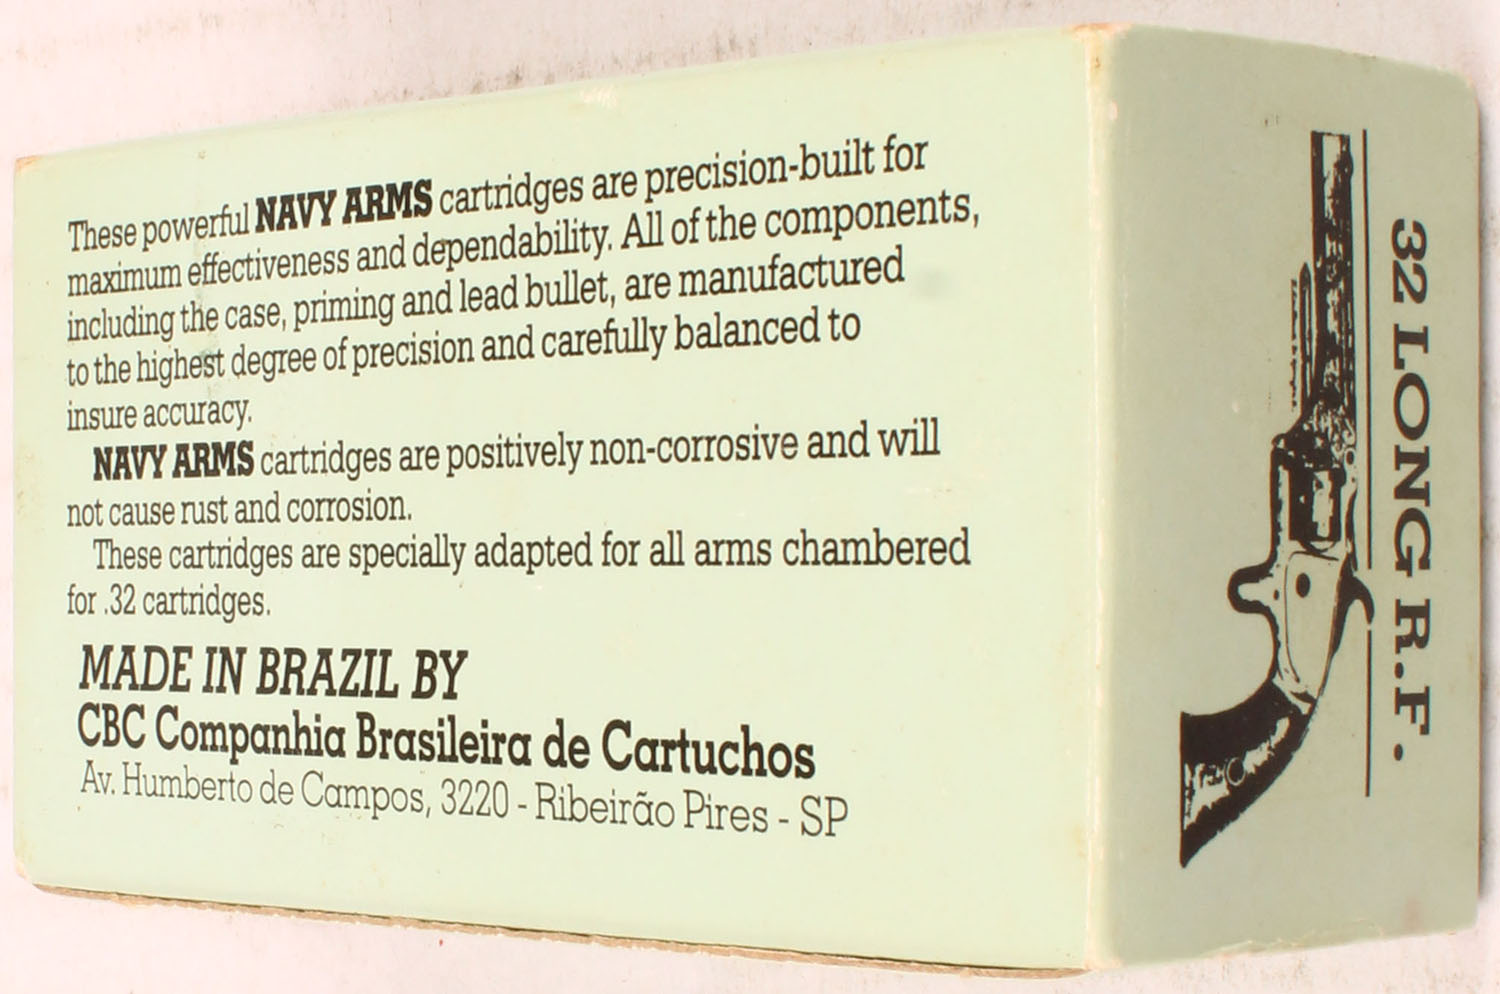 These powerful NAVY ARMS cartridges are precision-built for
maximum effectiveness and dependability. All of the components,
including the case, priming and lead bullet, are manufactured
to the highest degree of precision and carefully balanced to
insure accuracy.
NAVY ARMS cartridges are positively non-corrosive and will
not cause rust and corrosion.
These cartridges are specially adapted for all arms chambered
for .32 cartridges.
MADE IN BRAZIL BY
CBC Companhia Brasileira de Cartuchos
Av. Humberto de Campos, 3220 - Ribeirão Pires - SP
32 LONG R.F.